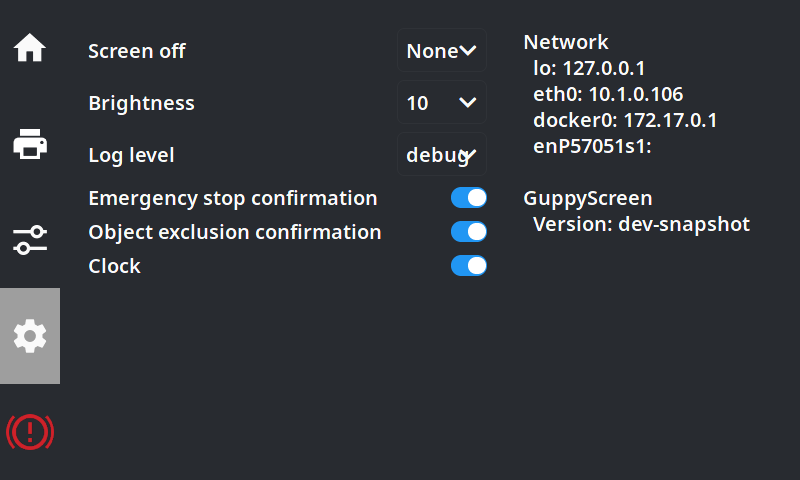 Screen off
None
Brightness
10
Log level
debug
Emergency stop confirmation
Object exclusion confirmation
Clock
Network
lo: 127.0.0.1
eth0: 10.1.0.106
docker0: 172.17.0.1
enP57051s1:
GuppyScreen
Version: dev-snapshot